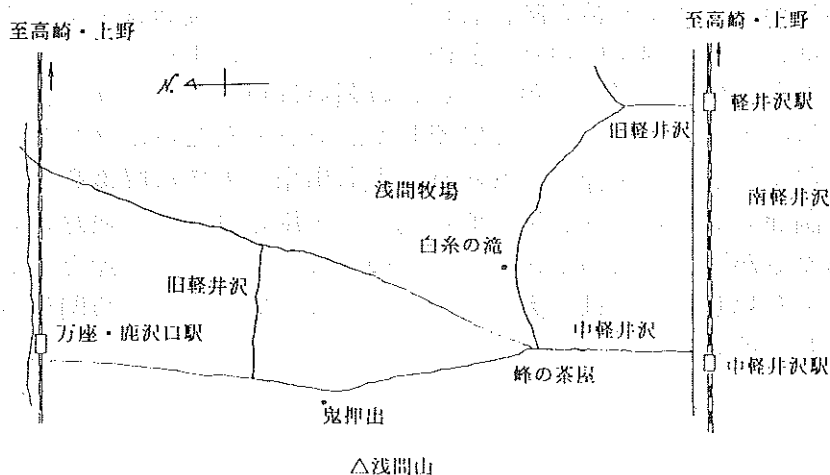 至高崎・上野
至高崎・上野
N.
軽井沢駅
旧軽井沢
浅間牧場
南軽井沢
白糸の滝
旧軽井沢
万座・鹿沢口駅
中軽井沢
峰の茶屋
中軽井沢駅
鬼押出
△浅間山